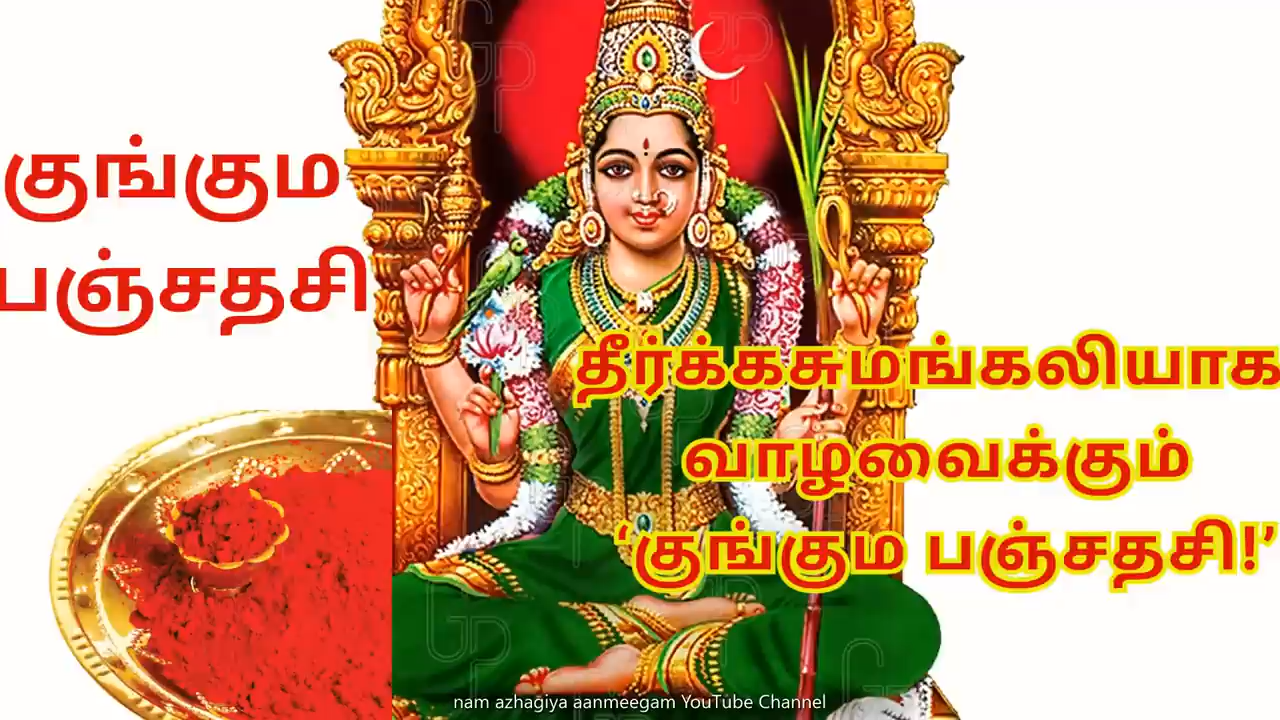 குங்கும
பஞ்சதசி
தீர்க்கசுமங்கலியாக
வாழவைக்கும்
‘குங்கும பஞ்சதசி!’
nam azhagiya aanmeegam YouTube Channel